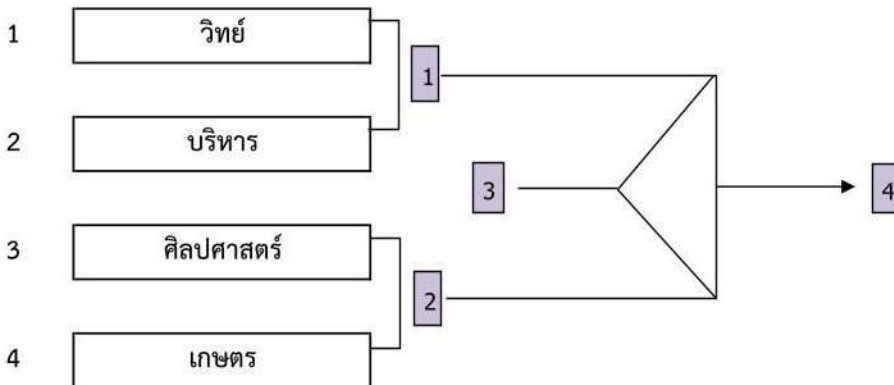 1 วิทย์
1
2 บริหาร
3
4
3 ศิลปศาสตร์
2
4 เกษตร